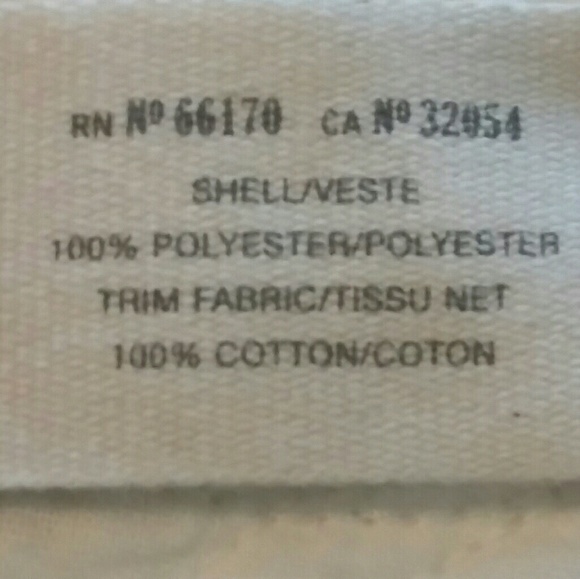 RN Nº 66170 CA Nº 32054
SHELL/VESTE
100% POLYESTER/POLYESTER
TRIM FABRIC/TISSU NET
100% COTTON/COTON